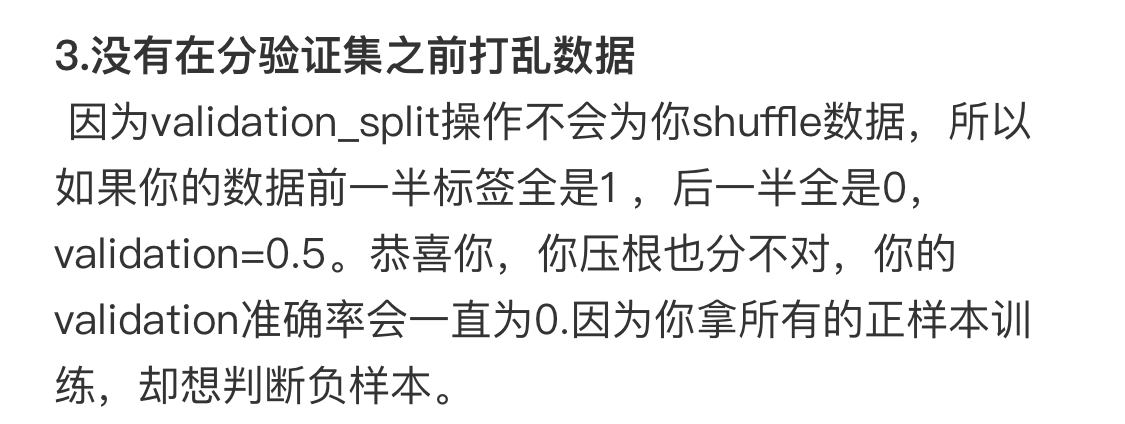 3.没有在分验证集之前打乱数据
因为validation_split操作不会为你shuffle数据，所以
如果你的数据前一半标签全是1 ，后一半全是0，
validation=0.5。恭喜你，你压根也分不对，你的
validation准确率会一直为0.因为你拿所有的正样本训
练，却想判断负样本。